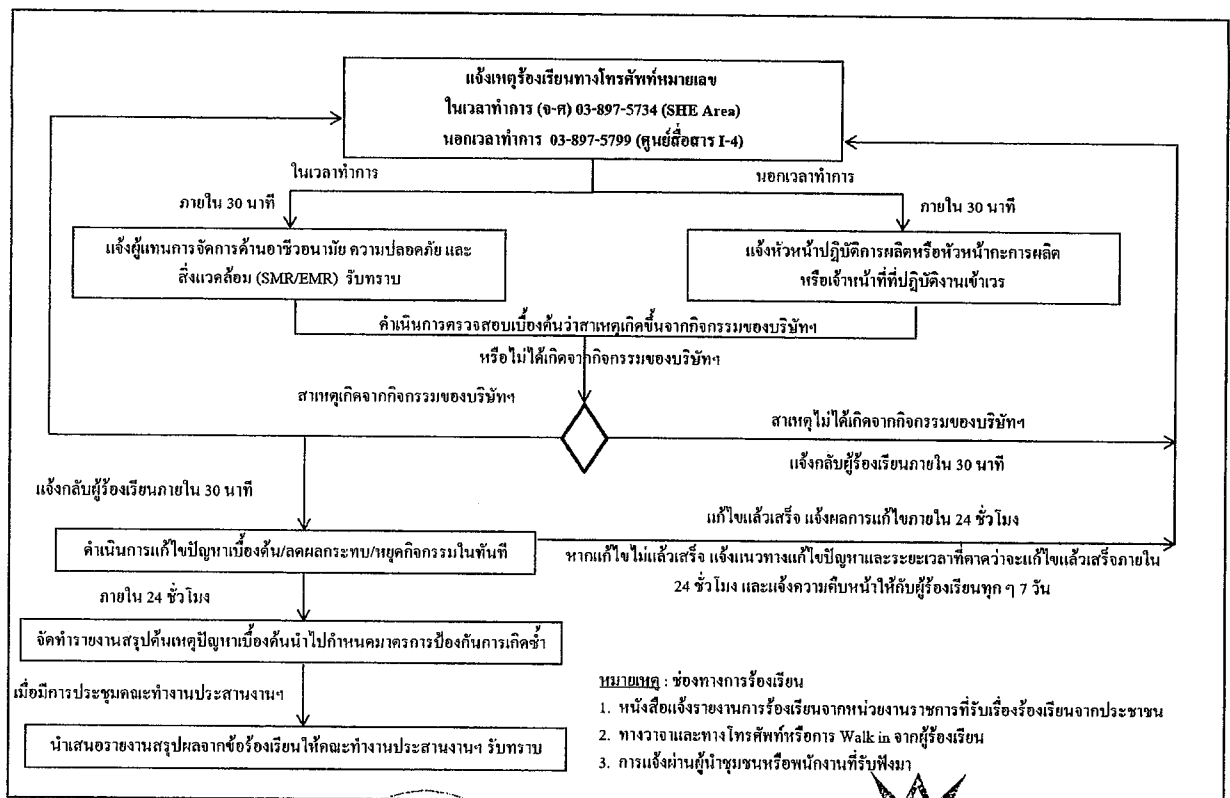 แจ้งเหตุร้องเรียนทางโทรศัพท์หมายเลข
ในเวลาทำการ (จ-ศ) 03-897-5734 (SHE Area)
นอกเวลาทำการ 03-897-5799 (ศูนย์สื่อสาร I-4)
ในเวลาทำการ
นอกเวลาทำการ
ภายใน 30 นาที
ภายใน 30 นาที
แจ้งผู้แทนการจัดการด้านอาชีวอนามัย ความปลอดภัย และ
สิ่งแวดล้อม (SMR/EMR) รับทราบ
แจ้งหัวหน้าปฏิบัติการผลิตหรือหัวหน้ากะการผลิต
หรือเจ้าหน้าที่ที่ปฏิบัติงานเข้าเวร
ดำเนินการตรวจสอบเบื้องต้นว่าสาเหตุเกิดขึ้นจากกิจกรรมของบริษัทฯ
หรือไม่ได้เกิดจากกิจกรรมของบริษัทฯ
สาเหตุเกิดจากกิจกรรมของบริษัทฯ
สาเหตุไม่ได้เกิดจากกิจกรรมของบริษัทฯ
แจ้งกลับผู้ร้องเรียนภายใน 30 นาที
แจ้งกลับผู้ร้องเรียนภายใน 30 นาที
แก้ไขแล้วเสร็จ แจ้งผลการแก้ไขภายใน 24 ชั่วโมง
ดำเนินการแก้ไขปัญหาเบื้องต้น/ลดผลกระทบ/หยุดกิจกรรมในทันที
หากแก้ไขไม่แล้วเสร็จ แจ้งแนวทางแก้ไขปัญหาและระยะเวลาที่คาดว่าจะแก้ไขแล้วเสร็จภายใน
24 ชั่วโมง และแจ้งความคืบหน้าให้กับผู้ร้องเรียนทุก ๆ 7 วัน
ภายใน 24 ชั่วโมง
จัดทำรายงานสรุปต้นเหตุปัญหาเบื้องต้นนำไปกำหนดมาตรการป้องกันการเกิดซ้ำ
เมื่อมีการประชุมคณะทำงานประสานงานฯ
นำเสนอรายงานสรุปผลจากข้อร้องเรียนให้คณะทำงานประสานงานฯ รับทราบ
หมายเหตุ : ช่องทางการร้องเรียน
1. หนังสือแจ้งรายงานการร้องเรียนจากหน่วยงานราชการที่รับเรื่องร้องเรียนจากประชาชน
2. ทางวาจาและทางโทรศัพท์หรือการ Walk in จากผู้ร้องเรียน
3. การแจ้งผ่านผู้นำชุมชนหรือพนักงานที่รับฟังมา